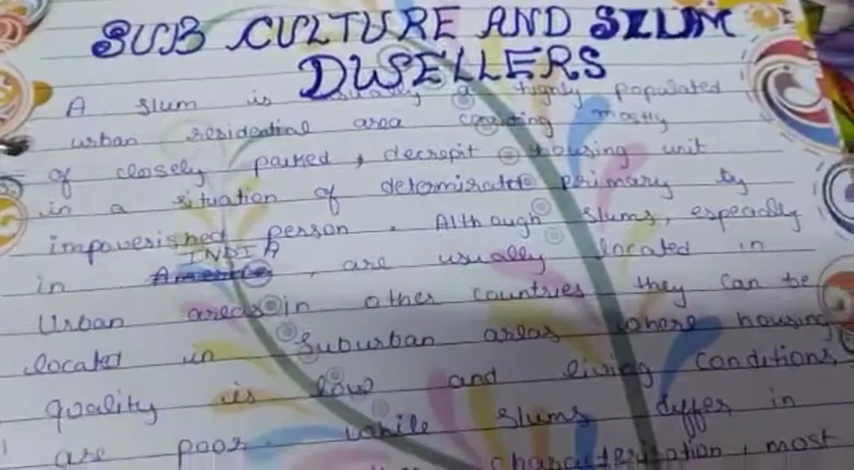 SUB CULTURE AND SLUM
DWELLERS
A slum is usually a highly populated
urban residential area consisting mostly
of closely packed, decrepit housing unit
in a situation of determirated primary by
impoverished person. Although slums, especially
INDIA
in America, are usually located in
Urban areas in other countries they can be
located in Suburban areas where housing
quality is low and living conditions
are poor. while slums differ in
characterisation, most